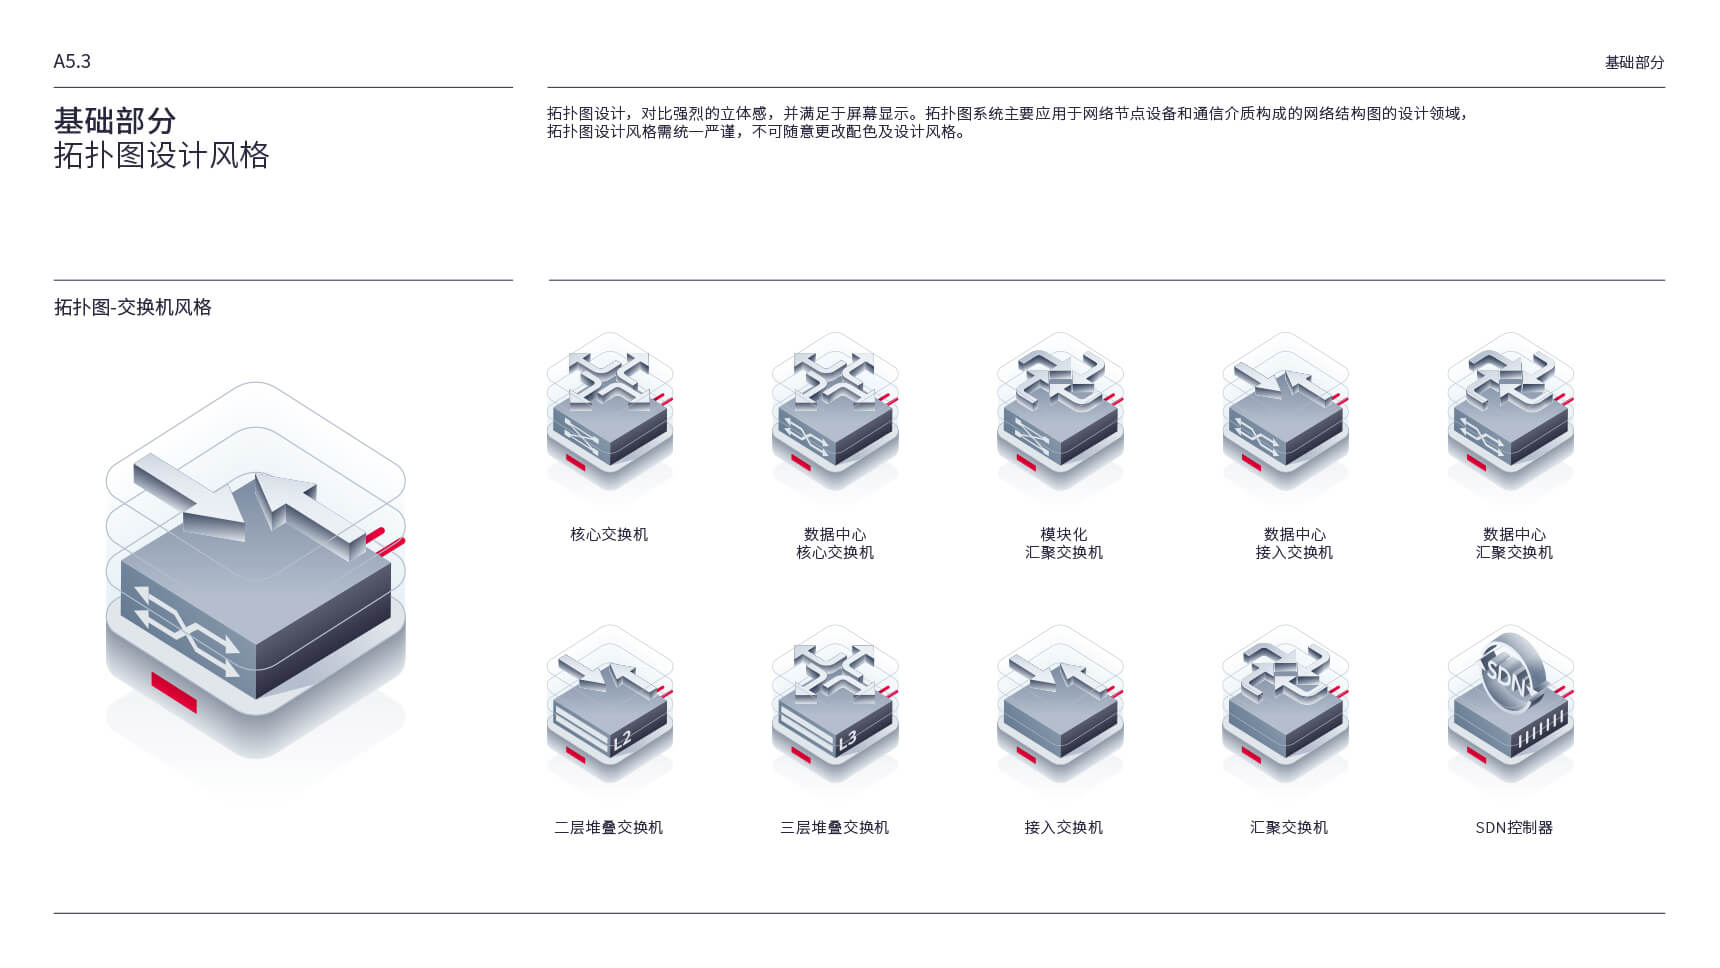 A5.3
基础部分
基础部分
拓扑图设计风格
拓扑图设计，对比强烈的立体感，并满足于屏幕显示。拓扑图系统主要应用于网络节点设备和通信介质构成的网络结构图的设计领域，
拓扑图设计风格需统一严谨，不可随意更改配色及设计风格。
拓扑图-交换机风格
核心交换机
数据中心
核心交换机
模块化
汇聚交换机
数据中心
接入交换机
数据中心
汇聚交换机
L2
L3
SDN
二层堆叠交换机
三层堆叠交换机
接入交换机
汇聚交换机
SDN控制器